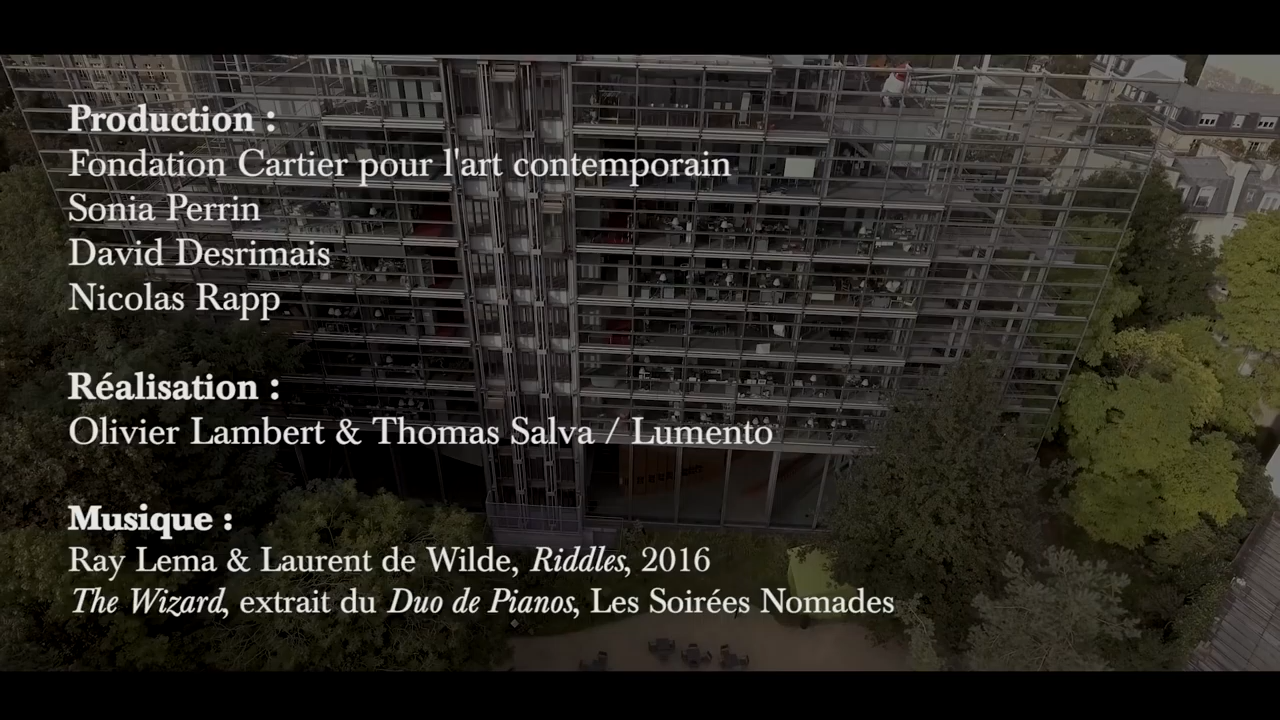 Production :
Fondation Cartier pour l'art contemporain
Sonia Perrin
David Desrimais
Nicolas Rapp
Réalisation :
Olivier Lambert & Thomas Salva / Lumento
Musique :
Ray Lema & Laurent de Wilde, Riddles, 2016
The Wizard, extrait du Duo de Pianos, Les Soirées Nomades